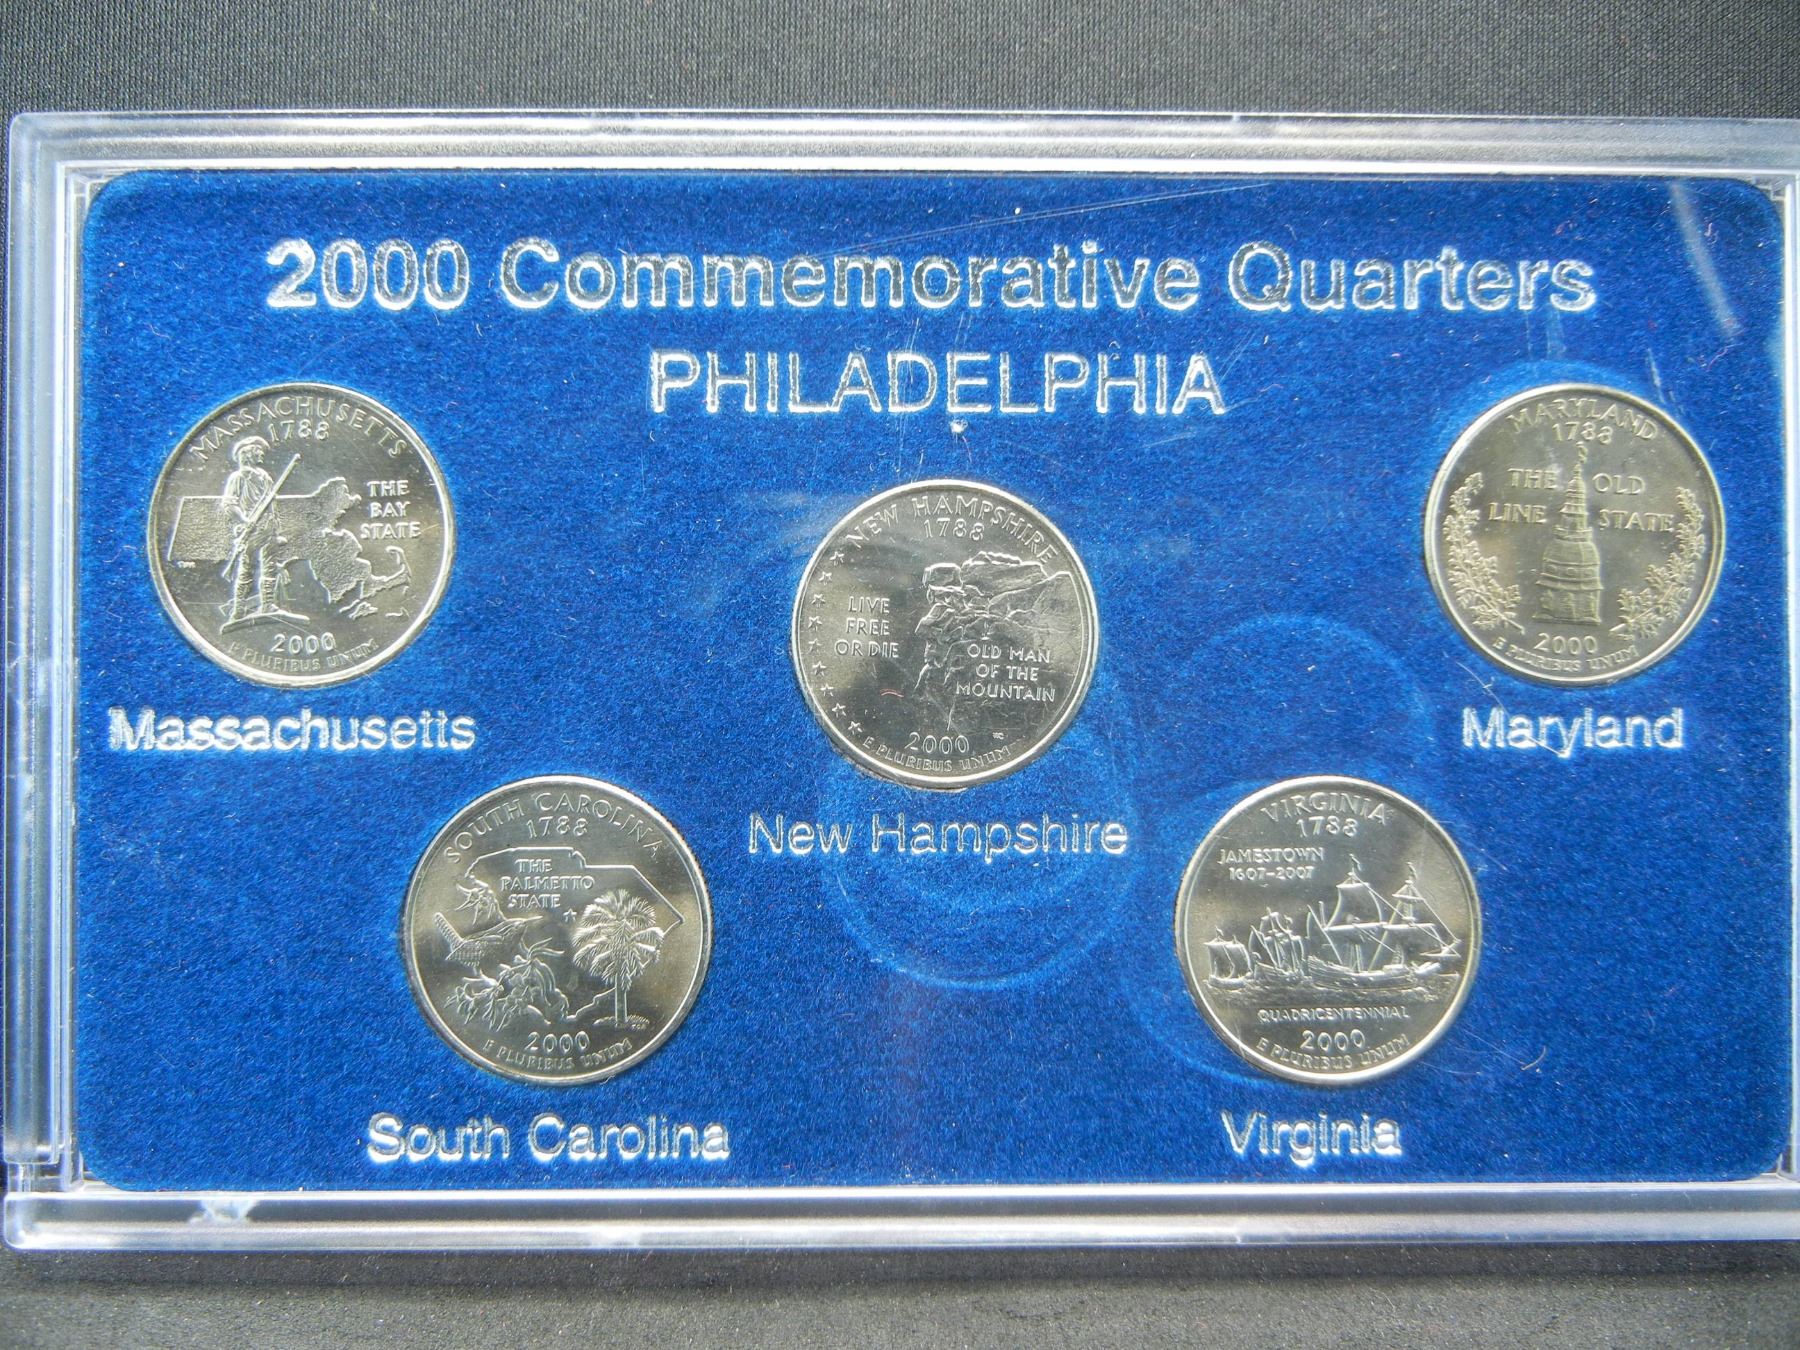 2000 Commemorative Quarters
PHILADELPHIA
MASSACHUSETTS
1788
THE
BAY
STATE
2000
E PLURIBUS UNUM
Massachusetts
NEW HAMPSHIRE
1788
LIVE
FREE
OR DIE
OLD MAN
OF THE
MOUNTAIN
2000
E PLURIBUS UNUM
New Hampshire
MARYLAND
1788
THE OLD
LINE STATE
2000
E PLURIBUS UNUM
Maryland
SOUTH CAROLINA
1788
THE
PALMETTO
STATE
2000
E PLURIBUS UNUM
South Carolina
VIRGINIA
1788
JAMESTOWN
1607-2007
QUADRICENTENNIAL
2000
E PLURIBUS UNUM
Virginia